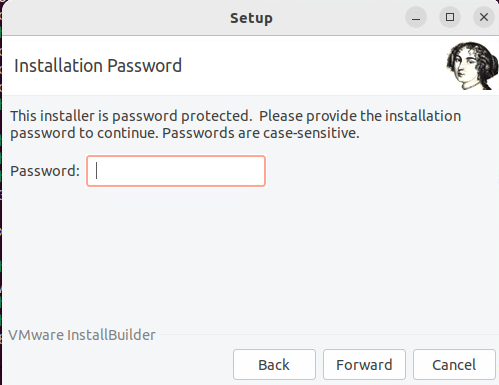 Setup
Installation Password
This installer is password protected.  Please provide the installation
password to continue. Passwords are case-sensitive.
Password:
VMware InstallBuilder
Back Forward Cancel